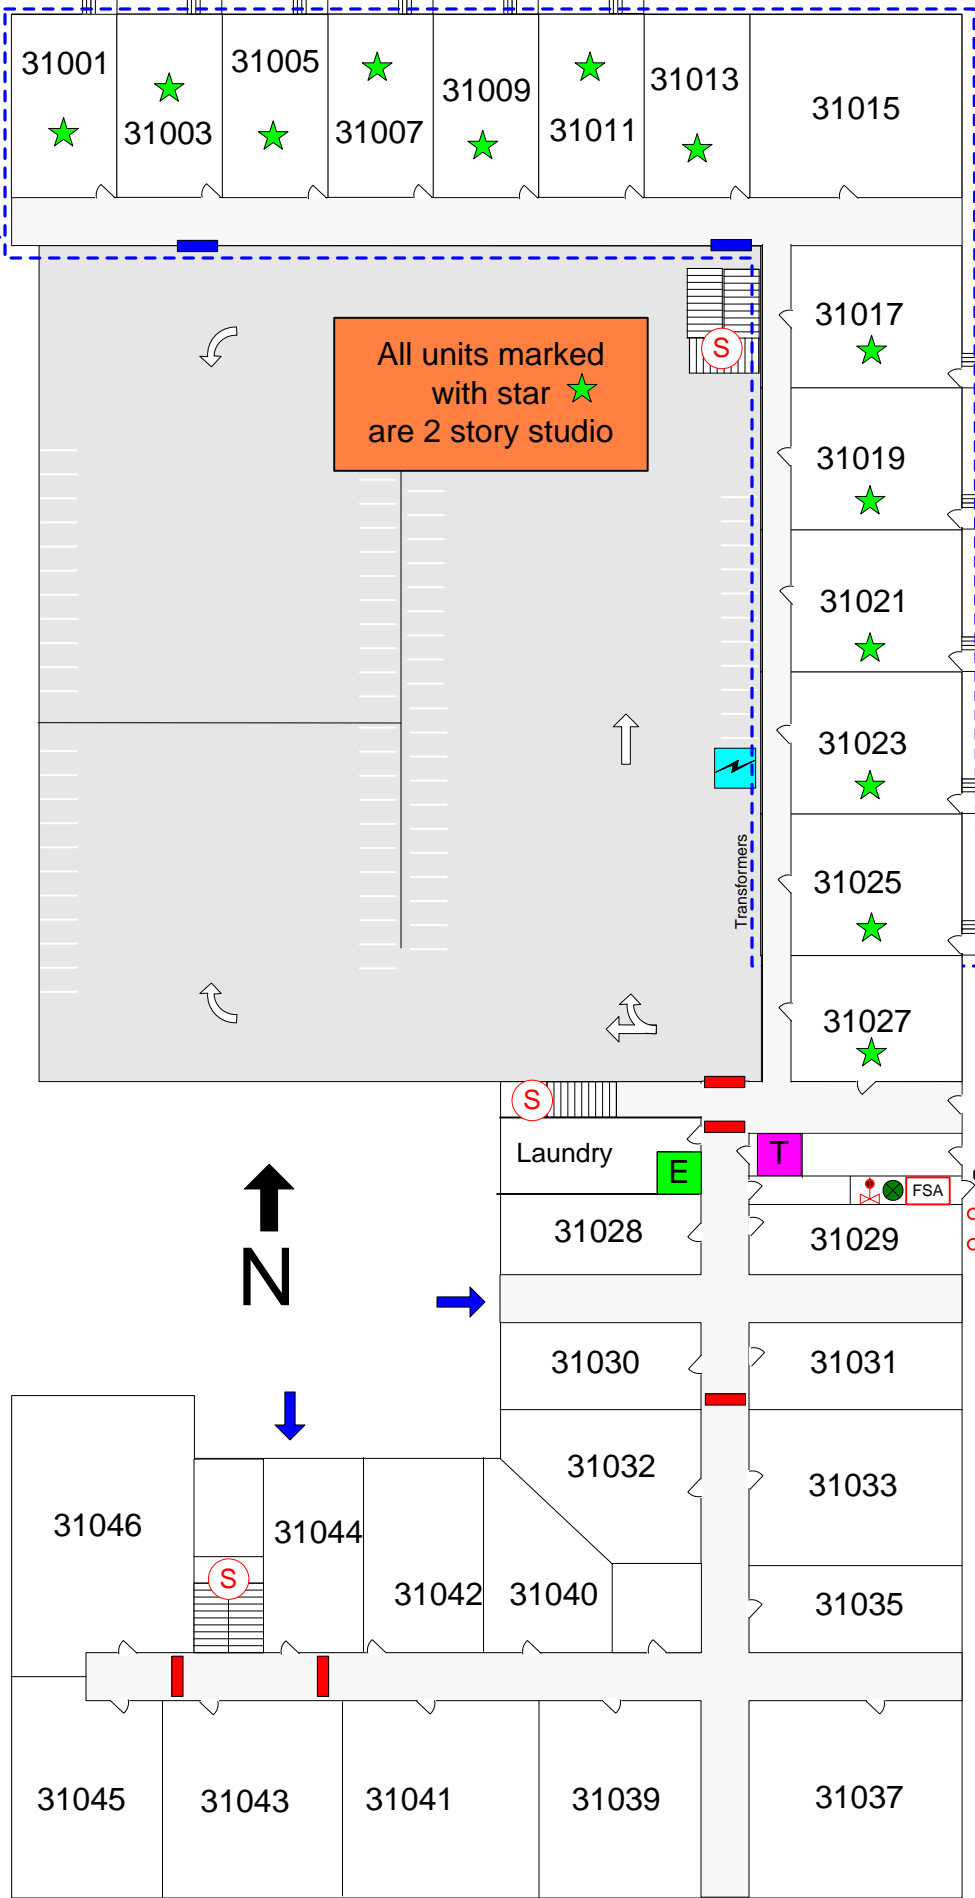 31001
31003
31005
31007
31009
31011
31013
31015
31017
S
All units marked
with star
are 2 story studio
31019
31021
31023
Transformers
31025
31027
S
Laundry
E
T
FSA
31028
31029
N
31030
31031
31032
31033
31046
31044
31042
31040
S
31035
31045
31043
31041
31039
31037